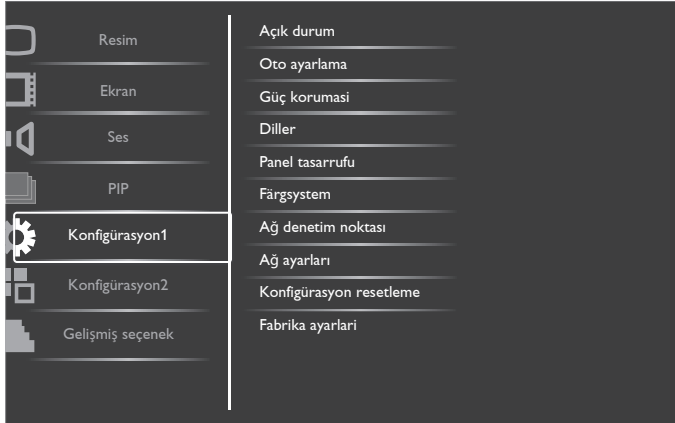 Resim
Ekran
Ses
PIP
Konfigürasyon1
Konfigürasyon2
Gelişmiş seçenek
Açık durum
Oto ayarlama
Güç korumasi
Diller
Panel tasarrufu
Färgsystem
Ağ denetim noktası
Ağ ayarları
Konfigürasyon resetleme
Fabrika ayarlari